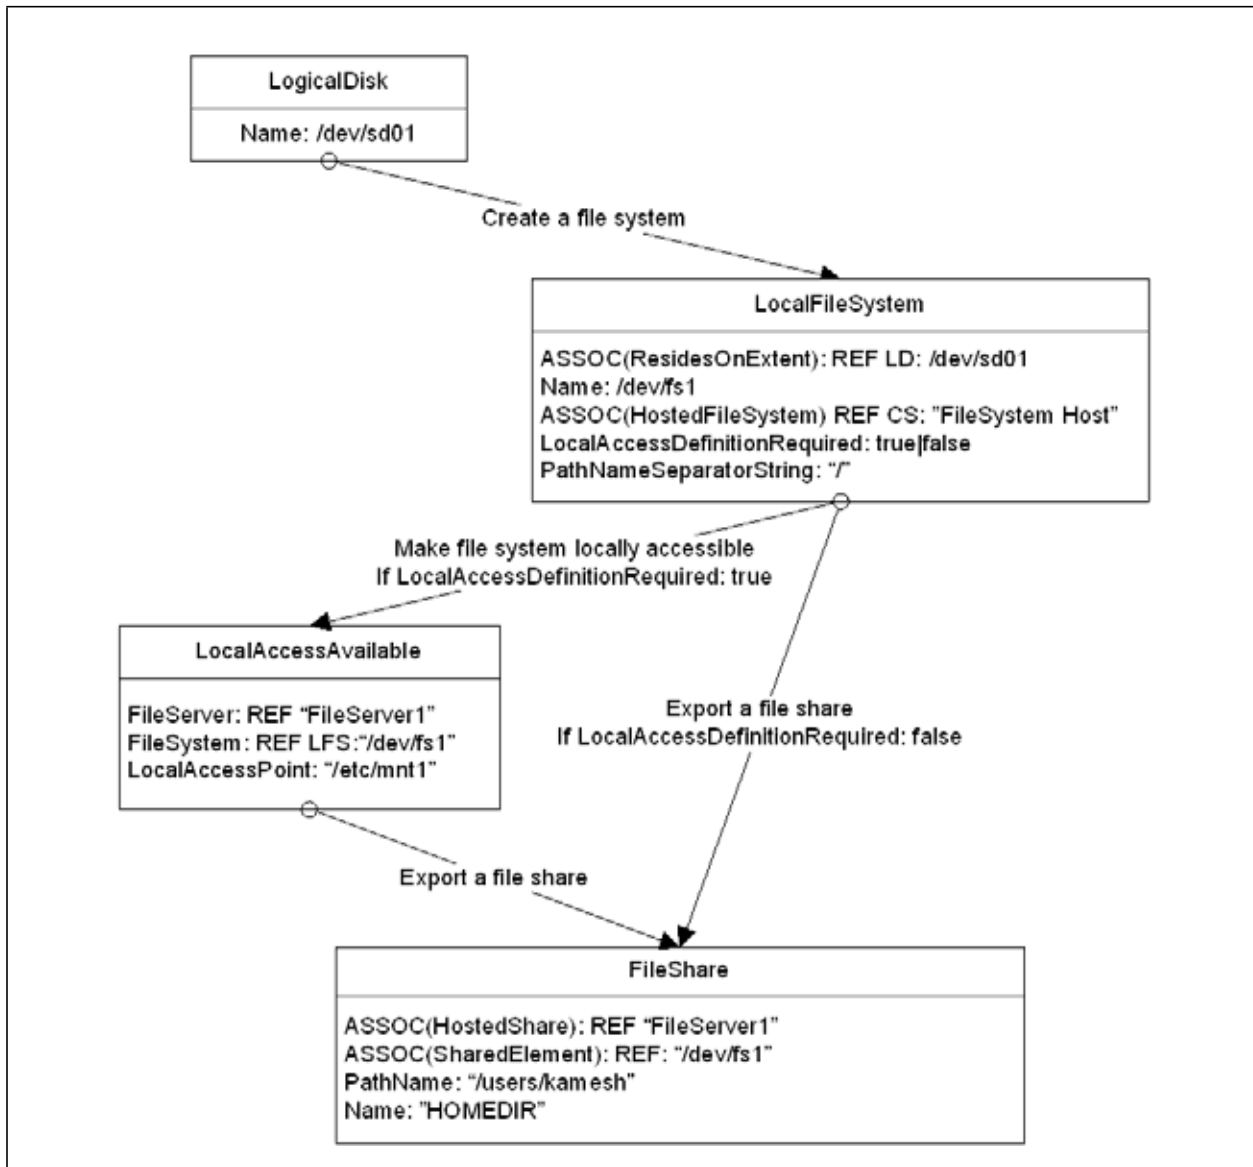 LogicalDisk
Name: /dev/sd01
Create a file system
LocalFileSystem
ASSOC(ResidesOnExtent): REF LD: /dev/sd01
Name: /dev/fs1
ASSOC(HostedFileSystem) REF CS: "FileSystem Host"
LocalAccessDefinitionRequired: true|false
PathNameSeparatorString: “/”
Make file system locally accessible
If LocalAccessDefinitionRequired: true
LocalAccessAvailable
FileServer: REF “FileServer1”
FileSystem: REF LFS:“/dev/fs1”
LocalAccessPoint: “/etc/mnt1”
Export a file share
If LocalAccessDefinitionRequired: false
Export a file share
FileShare
ASSOC(HostedShare): REF “FileServer1”
ASSOC(SharedElement): REF: “/dev/fs1”
PathName: “/users/kamesh”
Name: "HOMEDIR”